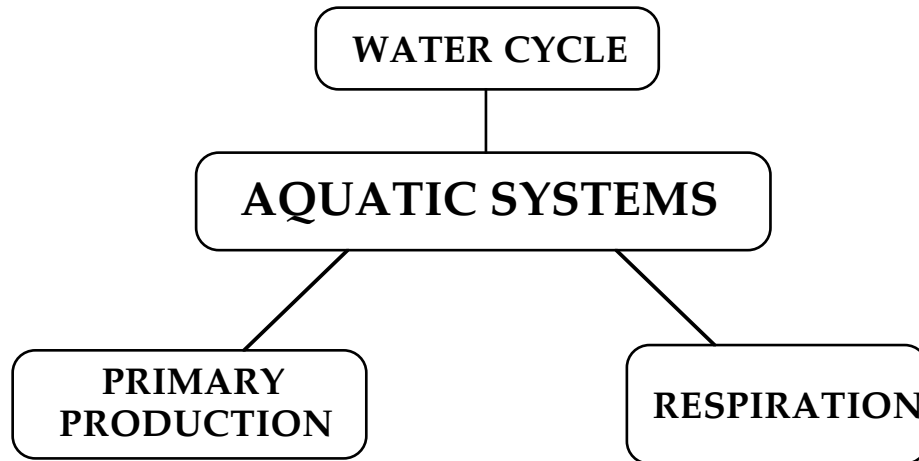 WATER CYCLE
AQUATIC SYSTEMS
PRIMARY
PRODUCTION
RESPIRATION